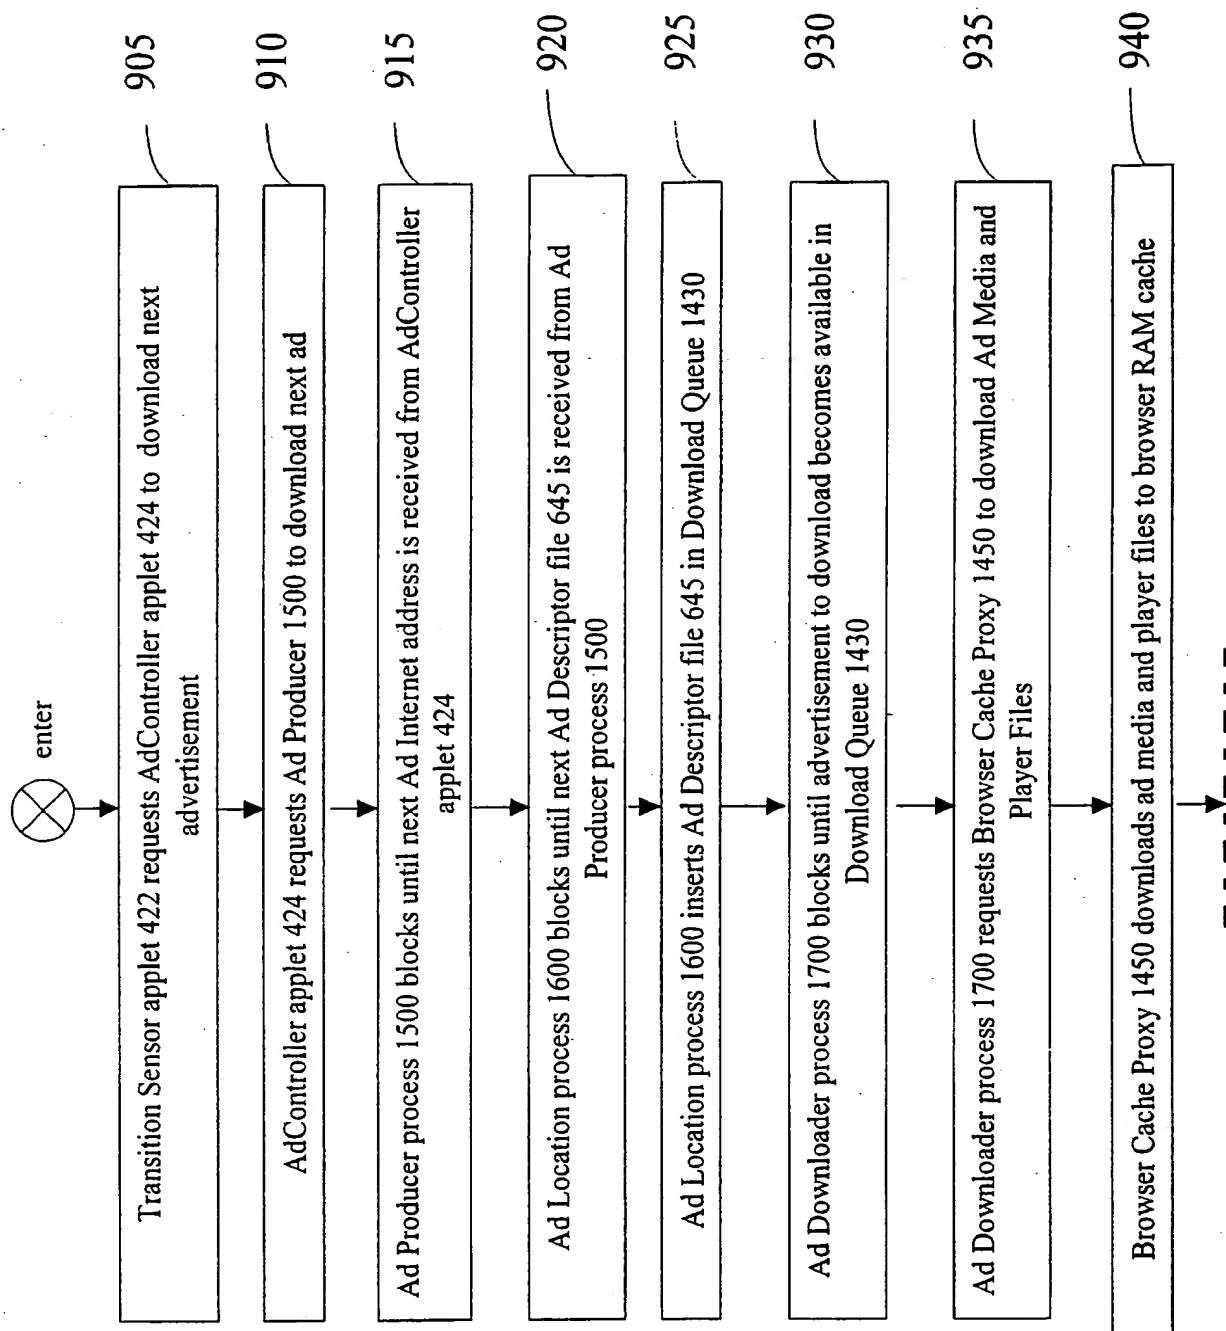 enter
Transition Sensor applet 422 requests AdController applet 424 to download next
advertisement
905
AdController applet 424 requests Ad Producer 1500 to download next ad
910
Ad Producer process 1500 blocks until next Ad Internet address is received from AdController
applet 424
915
Ad Location process 1600 blocks until next Ad Descriptor file 645 is received from Ad
Producer process 1500
920
Ad Location process 1600 inserts Ad Descriptor file 645 in Download Queue 1430
925
Ad Downloader process 1700 blocks until advertisement to download becomes available in
Download Queue 1430
930
Ad Downloader process 1700 requests Browser Cache Proxy 1450 to download Ad Media and
Player Files
935
Browser Cache Proxy 1450 downloads ad media and player files to browser RAM cache
940